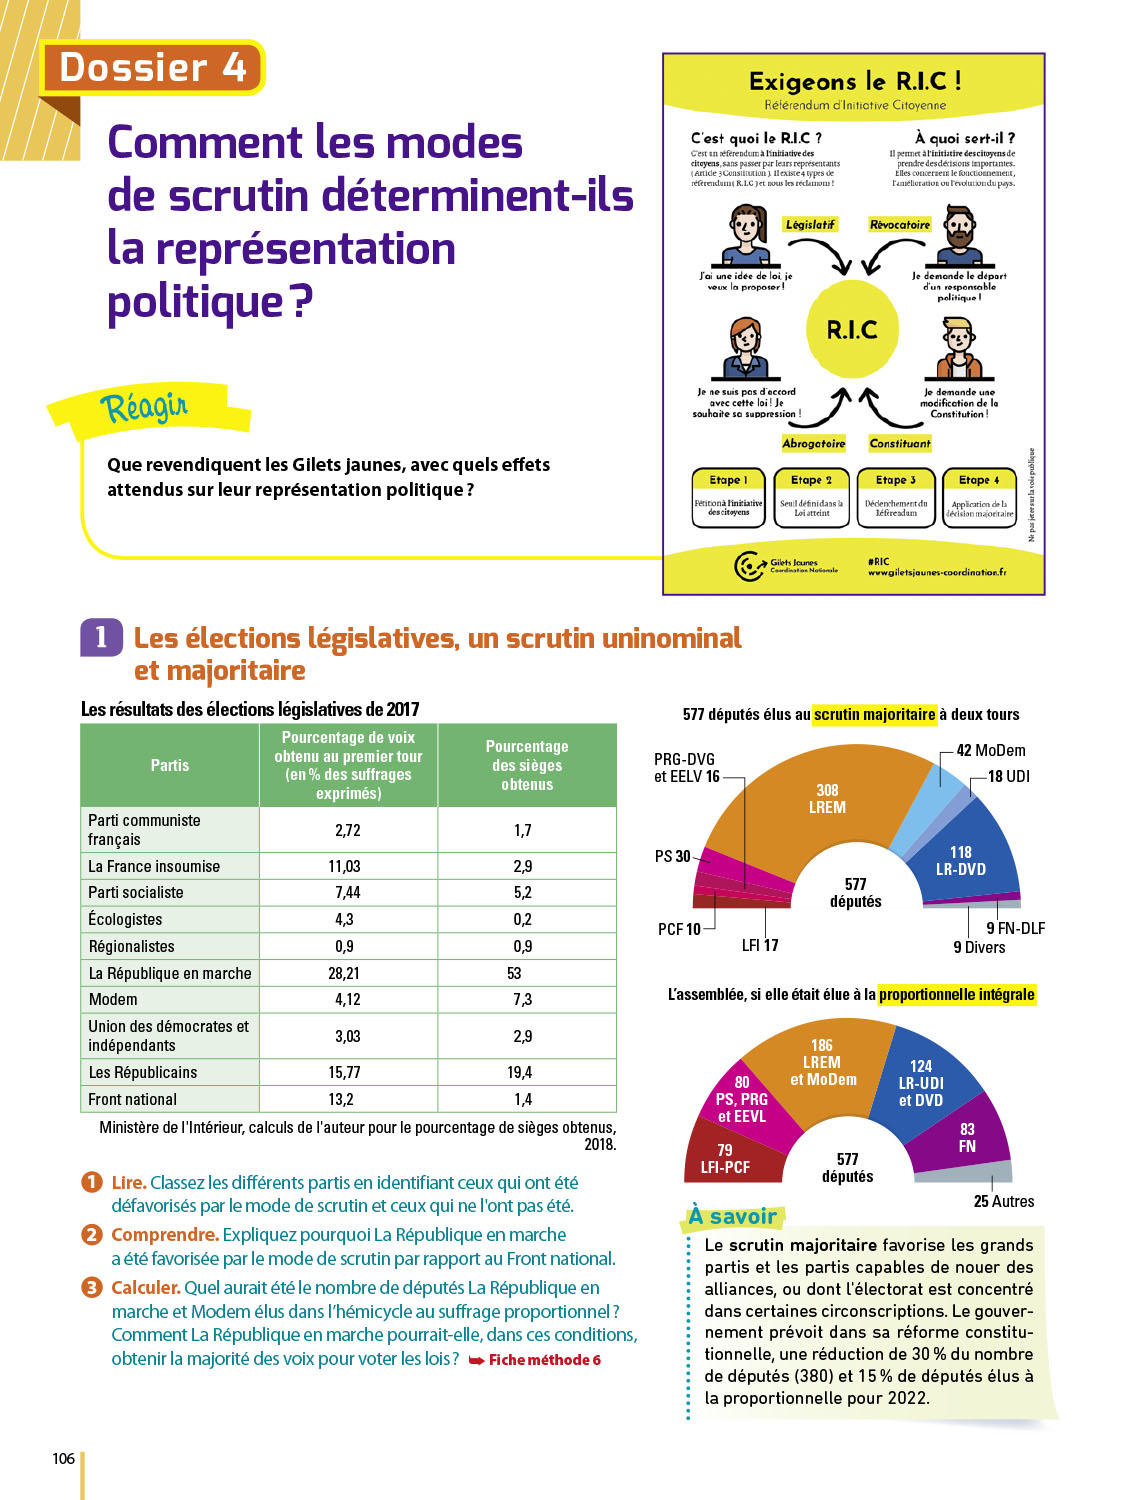 Dossier 4
Comment les modes
de scrutin déterminent-ils
la représentation
politique ?
Réagir
Que revendiquent les Gilets jaunes, avec quels effets
attendus sur leur représentation politique ?
Exigeons le R.I.C !
Référendum d'Initiative Citoyenne
C'est quoi le R.I.C ?
C'est un référendum à l'initiative des
citoyens, sans passer par leurs représentants
(Article 3 Constitution ). Il existe 4 types de
référendum ( R.I.C ) et nous les réclamons !
À quoi sert-il ?
Il permet à l'initiative des citoyens de
prendre des décisions importantes.
Elles concernent le fonctionnement,
l'amélioration ou l'évolution du pays.
Législatif
Révocatoire
J'ai une idée de loi, je
veux la proposer !
Je demande le départ
d'un responsable
politique !
R.I.C
Je ne suis pas d'accord
avec cette loi ! Je
souhaite sa suppression !
Je demande une
modification de la
Constitution !
Abrogatoire
Constituant
Etape 1
Pétition à l'initiative
des citoyens
Etape 2
Seuil défini dans la
Loi atteint
Etape 3
Déclenchement du
Référendum
Etape 4
Application de la
décision majoritaire
Ne pas jeter sur la voie publique
Gilets Jaunes
Coordination Nationale
#RIC
www.giletsjaunes-coordination.fr
1 Les élections législatives, un scrutin uninominal
et majoritaire
Les résultats des élections législatives de 2017
Partis
Pourcentage de voix
obtenu au premier tour
(en % des suffrages
exprimés)
Pourcentage
des sièges
obtenus
Parti communiste
français
2,72 1,7
La France insoumise 11,03 2,9
Parti socialiste 7,44 5,2
Écologistes 4,3 0,2
Régionalistes 0,9 0,9
La République en marche 28,21 53
Modem 4,12 7,3
Union des démocrates et
indépendants
3,03 2,9
Les Républicains 15,77 19,4
Front national 13,2 1,4
Ministère de l'Intérieur, calculs de l'auteur pour le pourcentage de sièges obtenus,
2018.
1 Lire. Classez les différents partis en identifiant ceux qui ont été
défavorisés par le mode de scrutin et ceux qui ne l'ont pas été.
2 Comprendre. Expliquez pourquoi La République en marche
a été favorisée par le mode de scrutin par rapport au Front national.
3 Calculer. Quel aurait été le nombre de députés La République en
marche et Modem élus dans l'hémicycle au suffrage proportionnel ?
Comment La République en marche pourrait-elle, dans ces conditions,
obtenir la majorité des voix pour voter les lois ? Fiche méthode 6
577 députés élus au scrutin majoritaire à deux tours
PRG-DVG
et EELV 16
308
LREM
42 MoDem
18 UDI
PS 30
118
LR-DVD
577
députés
PCF 10
LFI 17
9 FN-DLF
9 Divers
L'assemblée, si elle était élue à la proportionnelle intégrale
186
LREM
et MoDem
124
LR-UDI
et DVD
80
PS, PRG
et EEVL
83
FN
79
LFI-PCF
577
députés
25 Autres
À savoir
Le scrutin majoritaire favorise les grands
partis et les partis capables de nouer des
alliances, ou dont l'électorat est concentré
dans certaines circonscriptions. Le gouver-
nement prévoit dans sa réforme constitu-
tionnelle, une réduction de 30 % du nombre
de députés (380) et 15 % de députés élus à
la proportionnelle pour 2022.
106